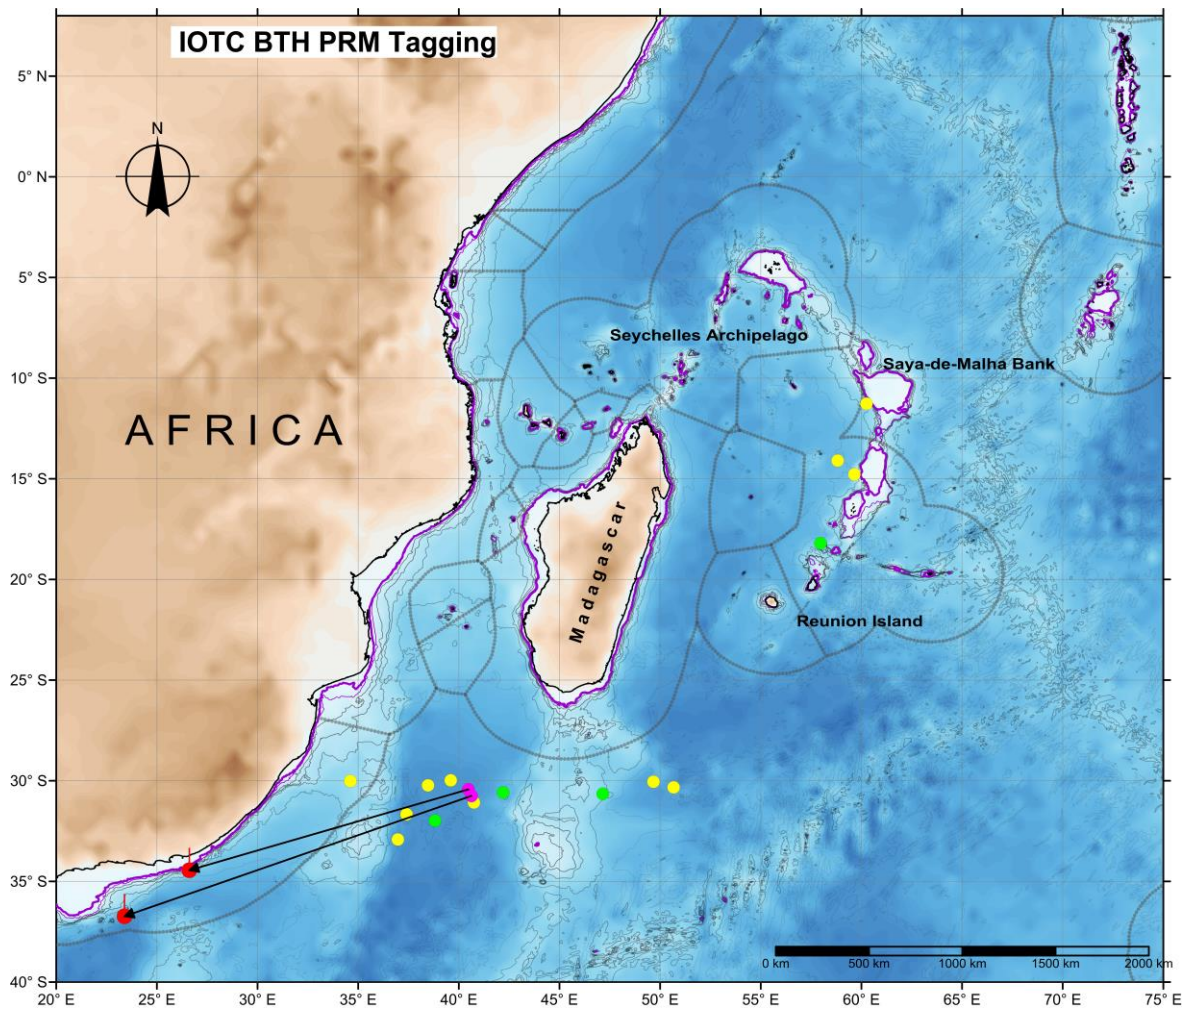 IOTC BTH PRM Tagging
N
5° N
0° N
5° S
10° S
15° S
20° S
25° S
30° S
35° S
40° S
AFRICA
Seychelles Archipelago
Saya-de-Malha Bank
Madagascar
Reunion Island
0 km 500 km 1000 km 1500 km 2000 km
20° E 25° E 30° E 35° E 40° E 45° E 50° E 55° E 60° E 65° E 70° E 75° E